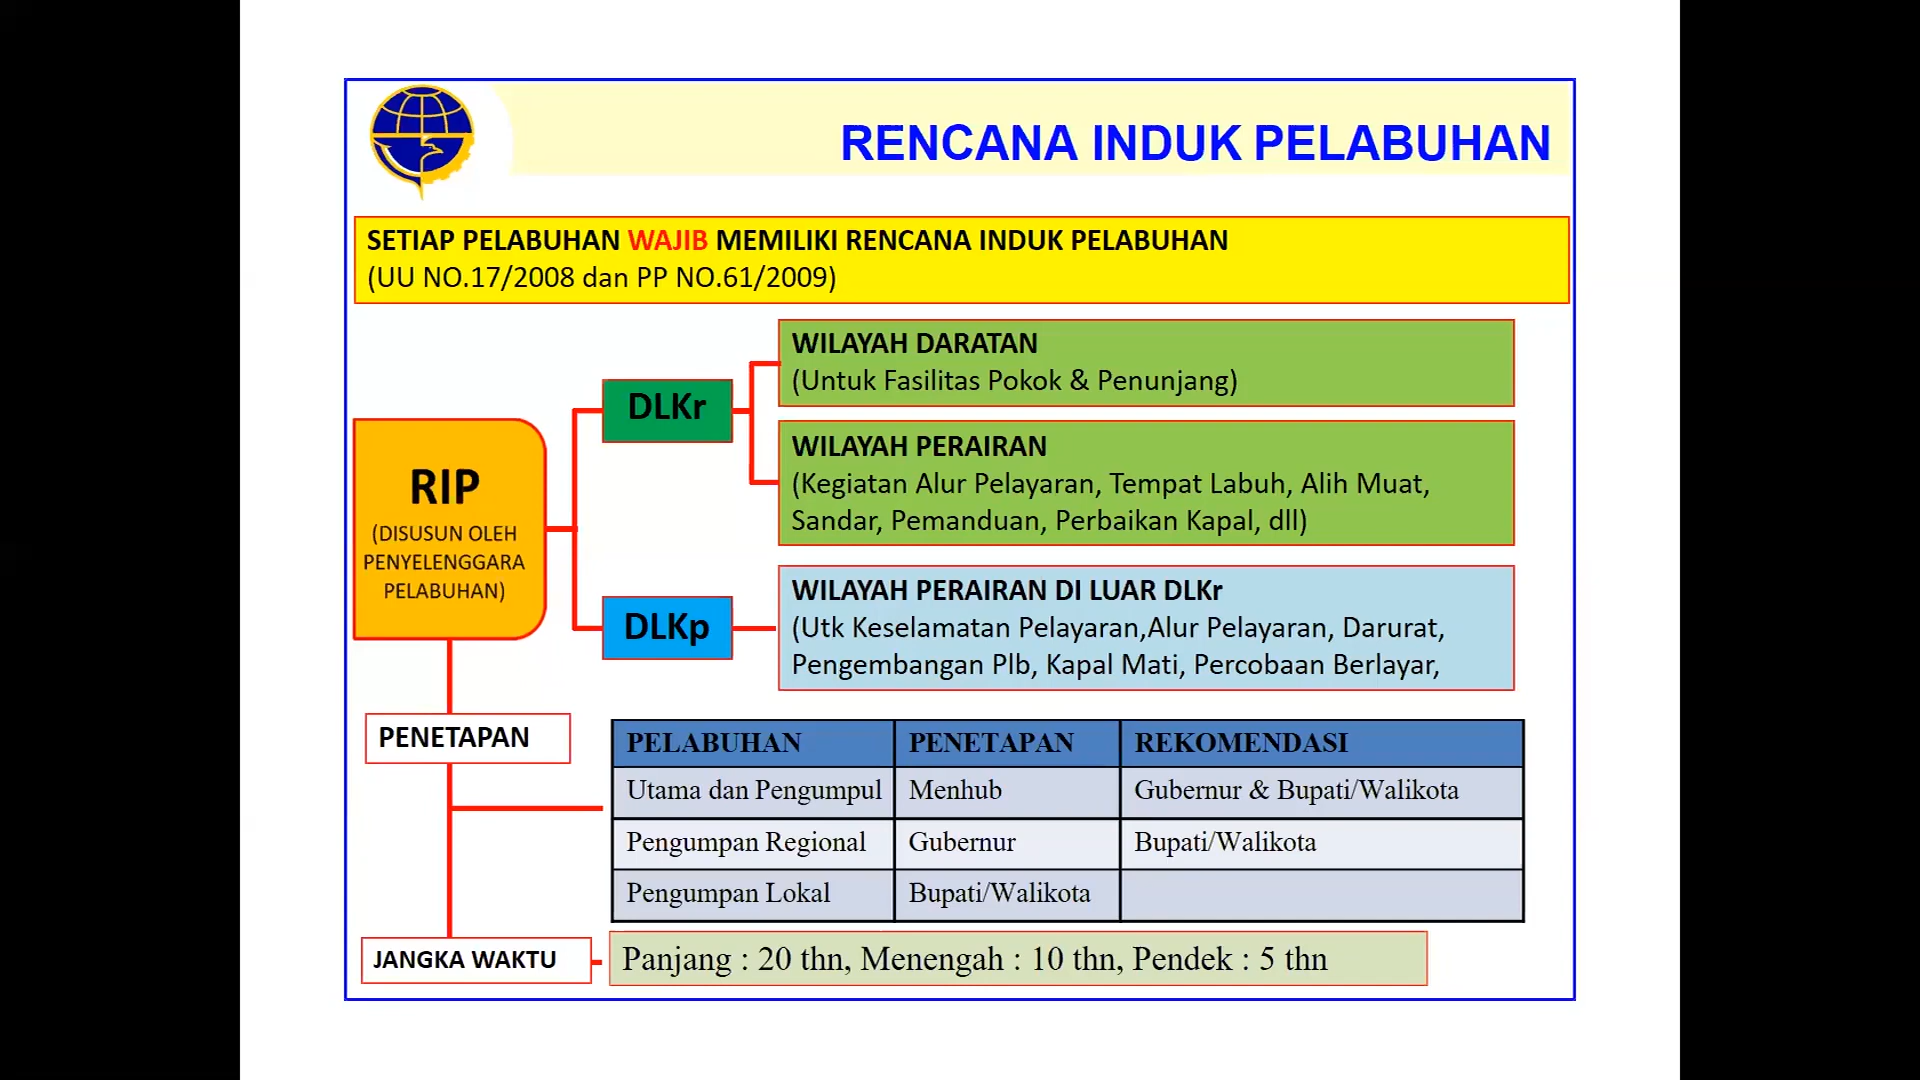 RENCANA INDUK PELABUHAN
SETIAP PELABUHAN WAJIB MEMILIKI RENCANA INDUK PELABUHAN
(UU NO.17/2008 dan PP NO.61/2009)
RIP
(DISUSUN OLEH
PENYELENGGARA
PELABUHAN)
DLKr
WILAYAH DARATAN
(Untuk Fasilitas Pokok & Penunjang)
WILAYAH PERAIRAN
(Kegiatan Alur Pelayaran, Tempat Labuh, Alih Muat,
Sandar, Pemanduan, Perbaikan Kapal, dll)
DLKp
WILAYAH PERAIRAN DI LUAR DLKr
(Utk Keselamatan Pelayaran,Alur Pelayaran, Darurat,
Pengembangan Plb, Kapal Mati, Percobaan Berlayar,
PENETAPAN
PELABUHAN PENETAPAN REKOMENDASI
Utama dan Pengumpul Menhub Gubernur & Bupati/Walikota
Pengumpan Regional Gubernur Bupati/Walikota
Pengumpan Lokal Bupati/Walikota
JANGKA WAKTU
Panjang : 20 thn, Menengah : 10 thn, Pendek : 5 thn